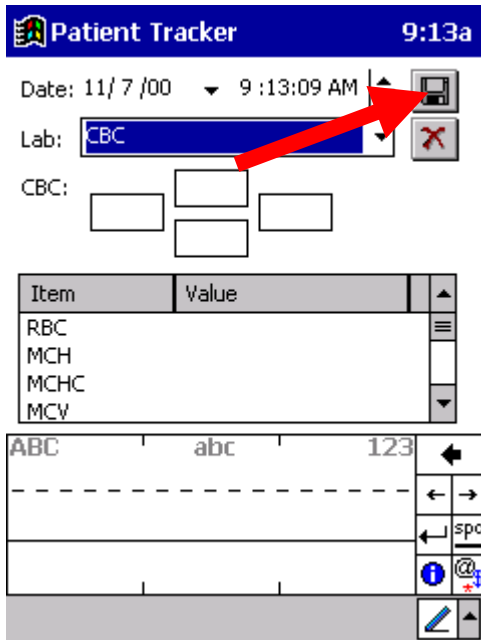 Patient Tracker 9:13a
Date: 11/ 7 /00 9 :13:09 AM
Lab: CBC
CBC:
Item Value
RBC
MCH
MCHC
MCV
ABC abc 123
spc
@
*